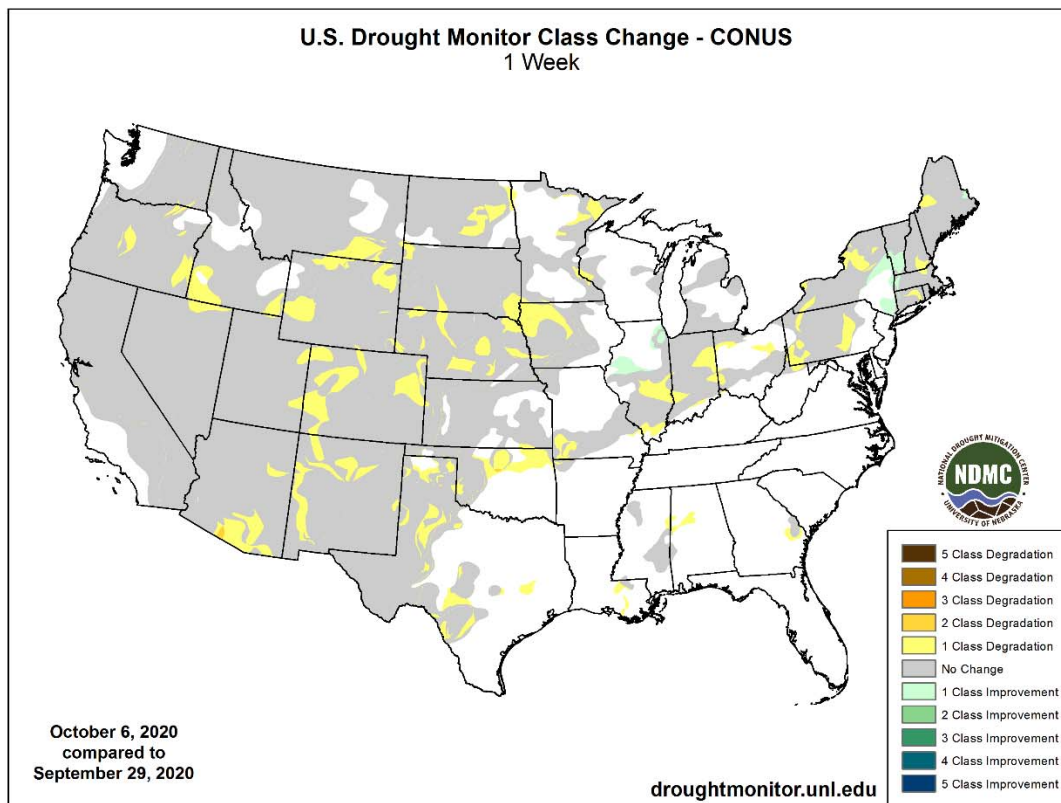 U.S. Drought Monitor Class Change - CONUS
1 Week
NATIONAL DROUGHT MITIGATION CENTER
NDMC
UNIVERSITY OF NEBRASKA
5 Class Degradation
4 Class Degradation
3 Class Degradation
2 Class Degradation
1 Class Degradation
No Change
1 Class Improvement
2 Class Improvement
3 Class Improvement
4 Class Improvement
5 Class Improvement
October 6, 2020
compared to
September 29, 2020
droughtmonitor.unl.edu